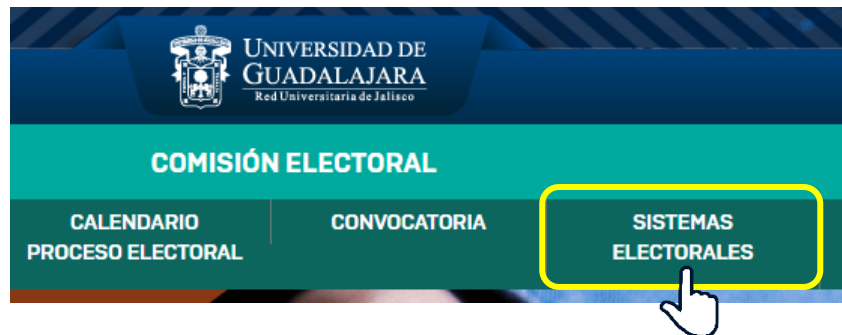 UNIVERSIDAD DE
GUADALAJARA
Red Universitaria de Jalisco
COMISIÓN ELECTORAL
CALENDARIO
PROCESO ELECTORAL
CONVOCATORIA
SISTEMAS
ELECTORALES